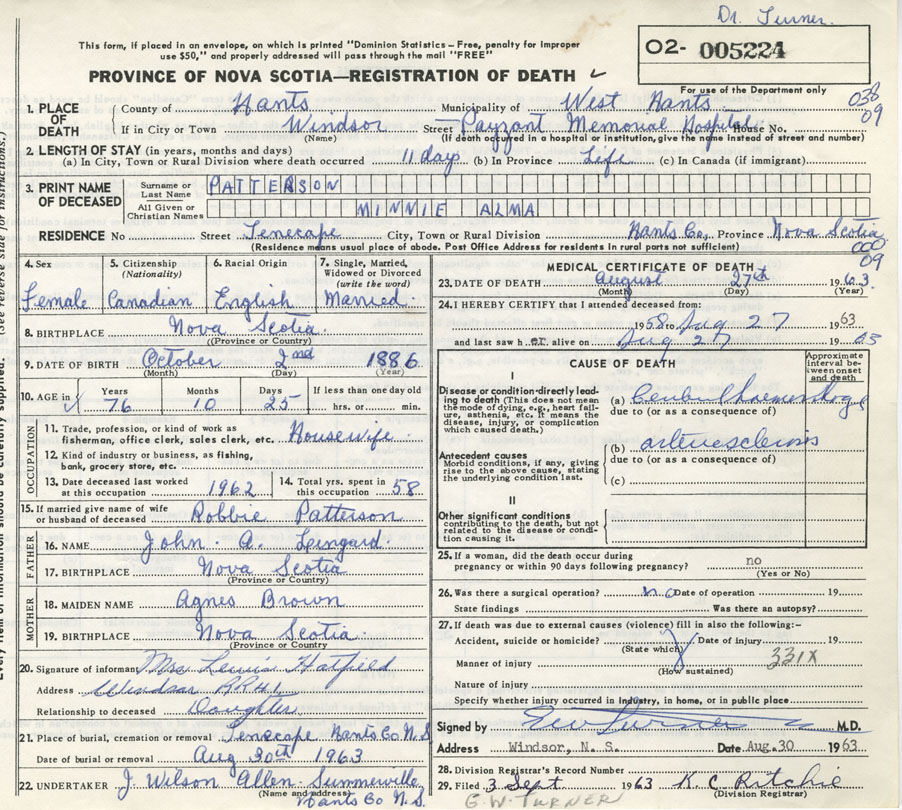 Dr. Turner.
This form, if placed in an envelope, on which is printed "Dominion Statistics - Free, penalty for improper
use $50," and properly addressed will pass through the mail "FREE"
O2- 005224
PROVINCE OF NOVA SCOTIA—REGISTRATION OF DEATH ✓
For use of the Department only
038
09
1. PLACE OF DEATH
County of Hants Municipality of West Hants
If in City or Town Windsor Street Payzant Memorial Hospital House No.
(Name) (If death occurred in a hospital or institution, give the name instead of street and number)
2. LENGTH OF STAY (in years, months and days)
(a) In City, Town or Rural Division where death occurred 11 days (b) In Province Life (c) In Canada (if immigrant)
3. PRINT NAME OF DECEASED
Surname or Last Name PATTERSON
All Given or Christian Names MINNIE ALMA
RESIDENCE No Street Tenecape City, Town or Rural Division Hants Co, Province Nova Scotia
(Residence means usual place of abode. Post Office Address for residents in rural parts not sufficient)
000
09
4. Sex Female
5. Citizenship (Nationality) Canadian
6. Racial Origin English
7. Single, Married, Widowed or Divorced (write the word) Married.
8. BIRTHPLACE Nova Scotia.
(Province or Country)
9. DATE OF BIRTH October 2nd 1886
(Month) (Day) (Year)
10. AGE in ✓ Years 76 Months 10 Days 25 If less than one day old
hrs. or min.
OCCUPATION
11. Trade, profession, or kind of work as
fisherman, office clerk, sales clerk, etc. Housewife.
12. Kind of industry or business, as fishing,
bank, grocery store, etc.
13. Date deceased last worked
at this occupation 1962
14. Total yrs. spent in
this occupation 58
15. If married give name of wife
or husband of deceased Robbie Patterson
FATHER
16. NAME John. A.
17. BIRTHPLACE Nova Scotia
(Province or Country)
MOTHER
18. MAIDEN NAME Agnes Brown
19. BIRTHPLACE Nova Scotia.
(Province or Country)
20. Signature of informant Mrs Lewis Hatfield
Address Windsor
Relationship to deceased Daughter
21. Place of burial, cremation or removal Tenecape Hants Co N.S
Date of burial or removal Aug 30th 1963
22. UNDERTAKER J. Wilson Allen. Summerville,
(Name and address) Hants Co N.S.
MEDICAL CERTIFICATE OF DEATH
23. DATE OF DEATH August 27th 1963.
(Month) (Day) (Year)
24. I HEREBY CERTIFY that I attended deceased from:
1958 to Aug 27 1963
and last saw her alive on Aug 27 1963
CAUSE OF DEATH
Approximate interval between onset and death
I
Disease or condition directly leading to death (This does not mean the mode of dying, e.g., heart failure, asthenia, etc. It means the disease, injury, or complication which caused death.)
(a)
due to (or as a consequence of)
(b) arteriosclerosis
due to (or as a consequence of)
(c)
Antecedent causes
Morbid conditions, if any, giving rise to the above cause, stating the underlying condition last.
II
Other significant conditions
contributing to the death, but not related to the disease or condition causing it.
25. If a woman, did the death occur during
pregnancy or within 90 days following pregnancy? no
(Yes or No)
26. Was there a surgical operation? no Date of operation 19
State findings Was there an autopsy?
27. If death was due to external causes (violence) fill in also the following:-
Accident, suicide or homicide? Date of injury 19
(State which)
Manner of injury 331X
(How sustained)
Nature of injury
Specify whether injury occurred in Industry, in home, or in public place
Signed by EW Turner M.D.
Address Windsor, N. S. Date Aug. 30 1963
28. Division Registrar's Record Number
29. Filed 3 Sept 1963 K. C Ritchie
(Division Registrar)
E.W. TURNER
(See reverse side for instructions.)